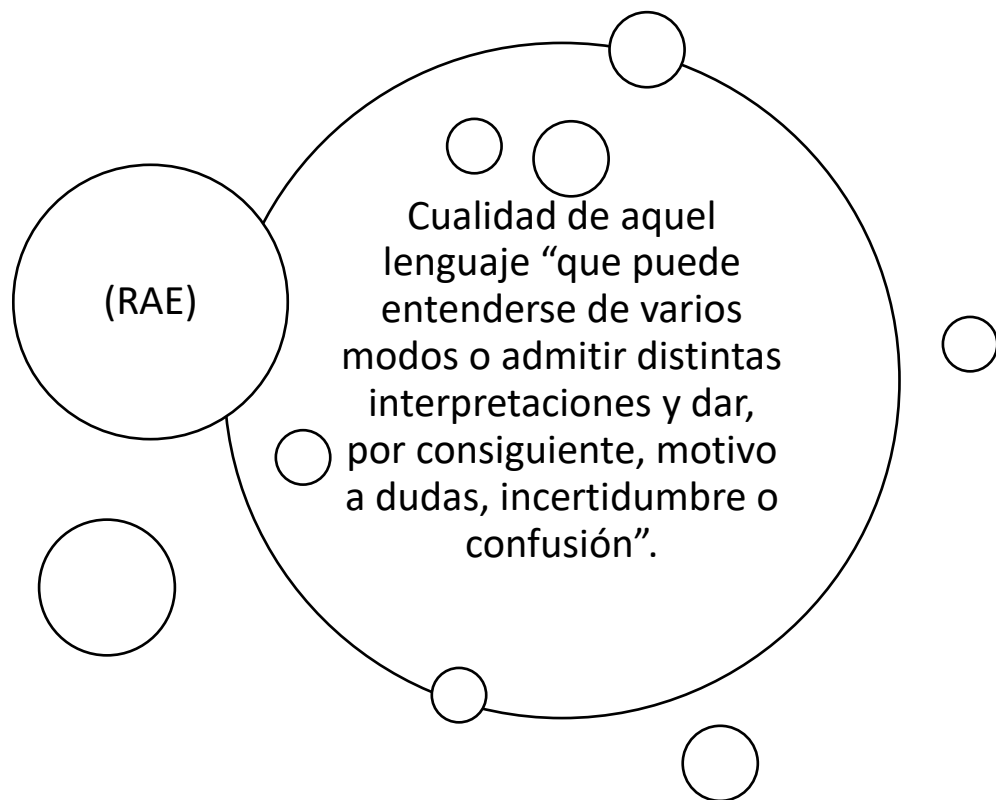 (RAE)
Cualidad de aquel
lenguaje “que puede
entenderse de varios
modos o admitir distintas
interpretaciones y dar,
por consiguiente, motivo
a dudas, incertidumbre o
confusión”.